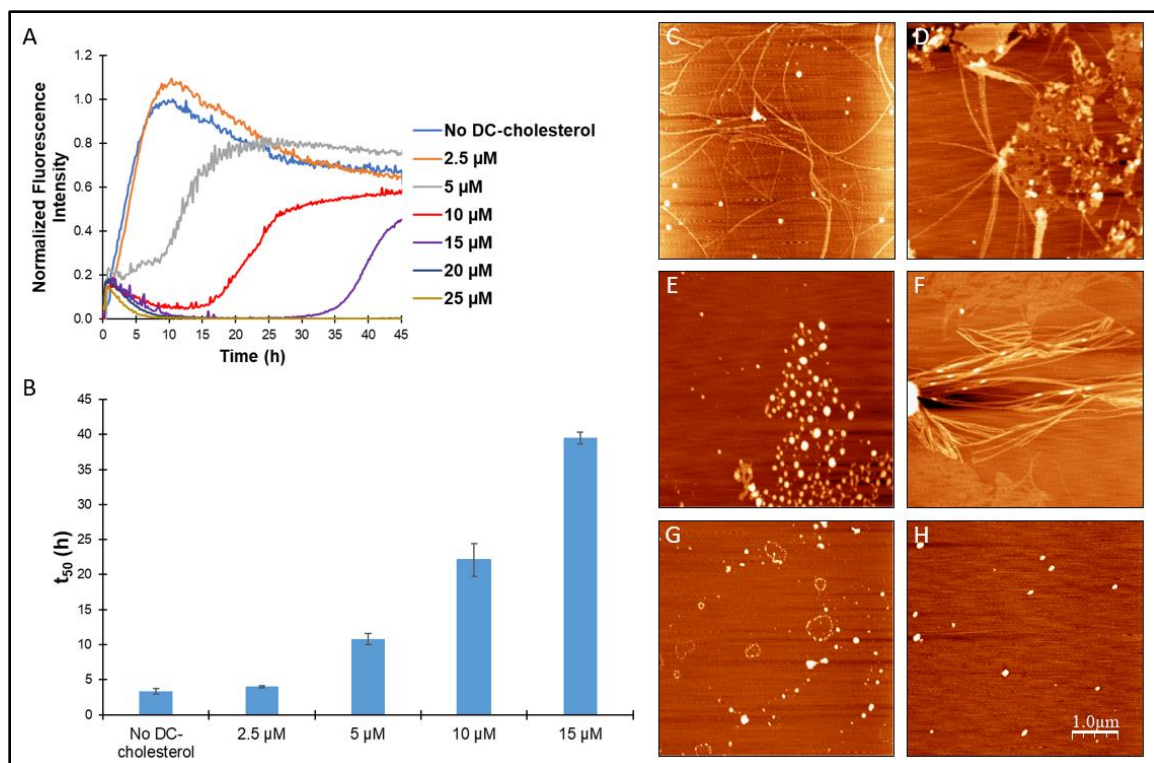 A
Normalized Fluorescence
Intensity
1.2
1.0
0.8
0.6
0.4
0.2
0.0
0 5 10 15 20 25 30 35 40 45
Time (h)
No DC-cholesterol
2.5 µM
5 µM
10 µM
15 µM
20 µM
25 µM
B
t50 (h)
45
40
35
30
25
20
15
10
5
0
No DC- 2.5 µM 5 µM 10 µM 15 µM
cholesterol
C
D
E
F
G
H
1.0µm